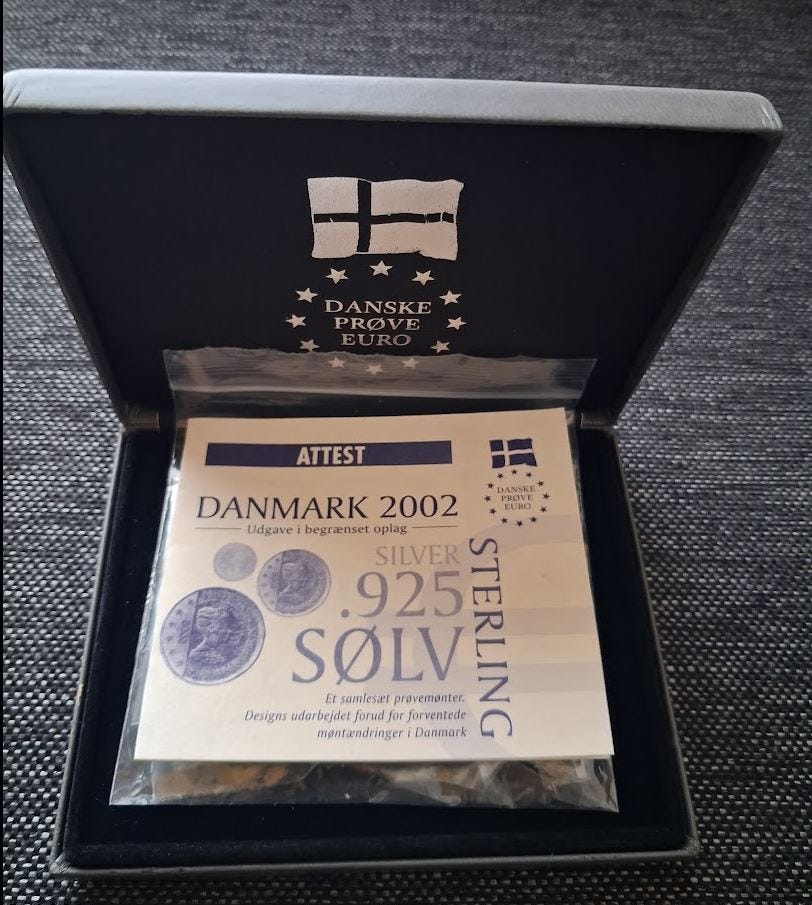 DANSKE
PRØVE
EURO
ATTEST
DANSKE
PRØVE
EURO
DANMARK 2002
Udgave i begrænset oplag
SILVER
.925
SØLV
STERLING
Et samlesæt prøvemønter.
Designs udarbejdet forud for forventede
møntændringer i Danmark